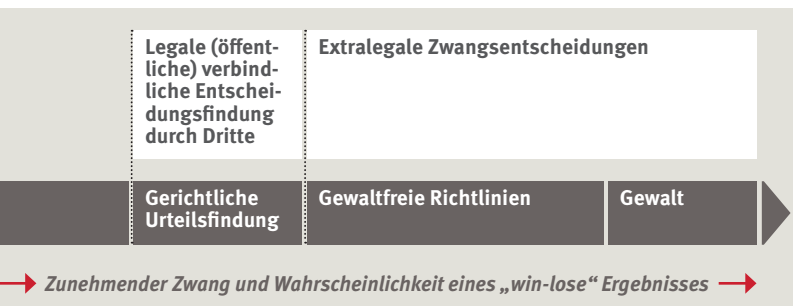 Legale (öffent-
liche) verbind-
liche Entschei-
dungsfindung
durch Dritte
Extralegale Zwangsentscheidungen
Gerichtliche
Urteilsfindung
Gewaltfreie Richtlinien
Gewalt
Zunehmender Zwang und Wahrscheinlichkeit eines „win-lose“ Ergebnisses